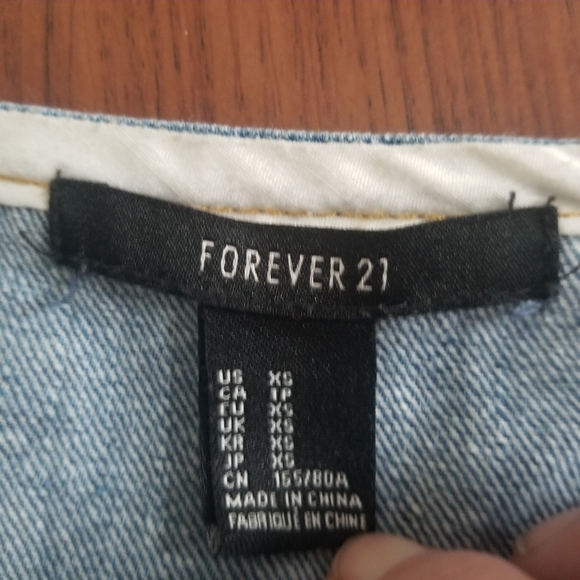 FOREVER 21
US XS
CA TP
EU XS
UK XS
KR XS
JP XS
CN 155/80A
MADE IN CHINA
FABRIQUE EN CHINE